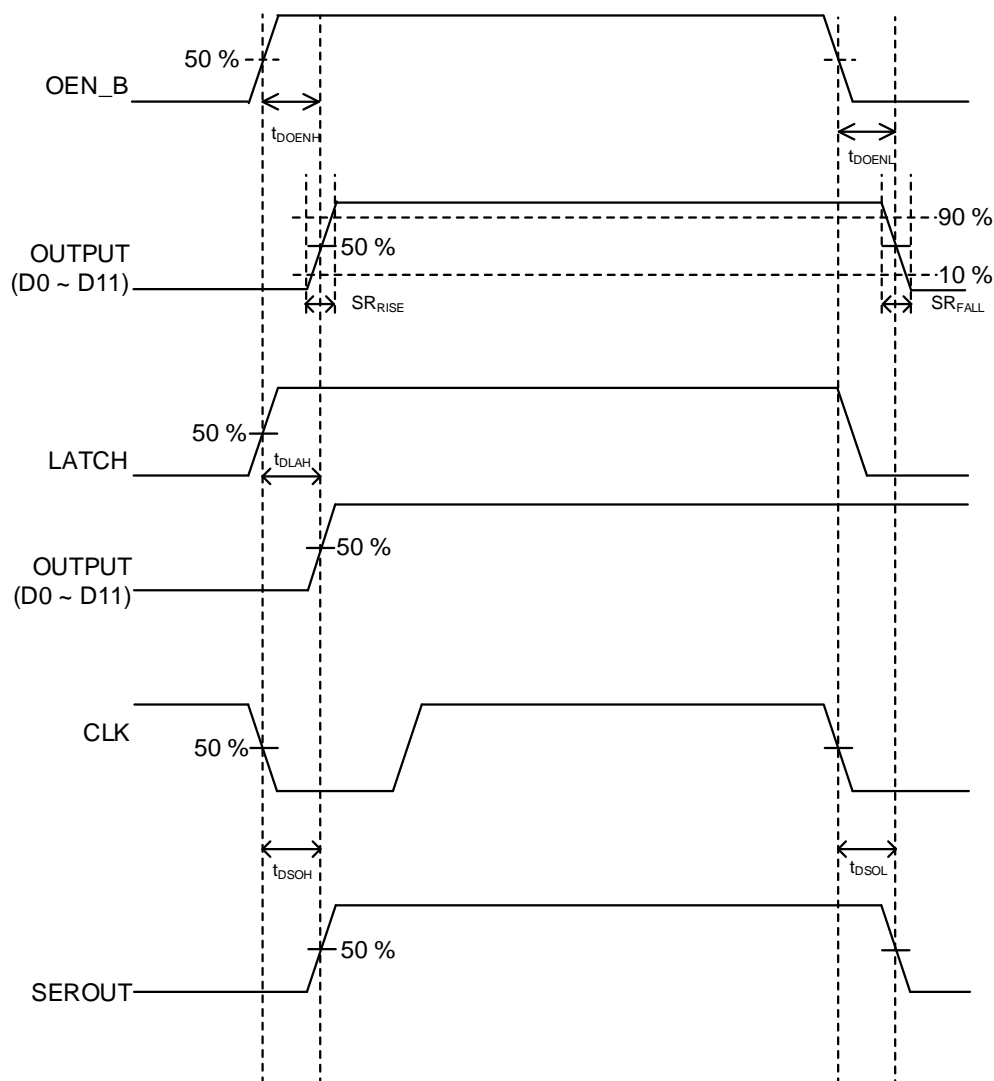 50 %
OEN_B
tDOENH
tDOENL
90 %
50 %
OUTPUT
(D0 ~ D11)
10 %
SRRISE
SRFALL
50 %
LATCH
tDLAH
50 %
OUTPUT
(D0 ~ D11)
CLK
50 %
tDSOH
tDSOL
50 %
SEROUT